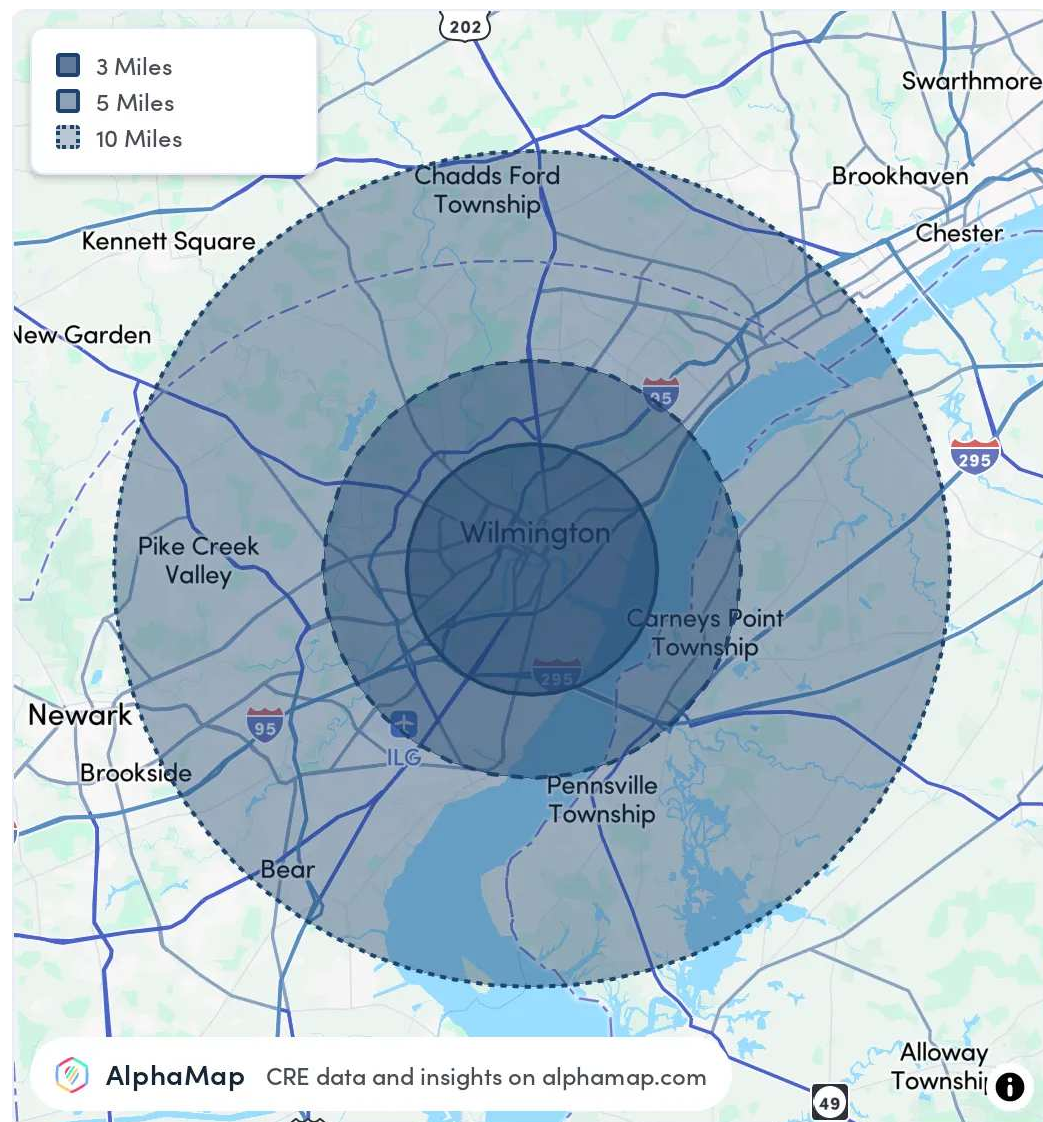 202
3 Miles
5 Miles
10 Miles
Swarthmore
Chadds Ford
Township
Brookhaven
Chester
Kennett Square
New Garden
95
295
Wilmington
Pike Creek
Valley
Carneys Point
Township
295
Newark
95
ILG
Brookside
Pennsville
Township
Bear
Alloway
Townshi
AlphaMap
CRE data and insights on alphamap.com
49